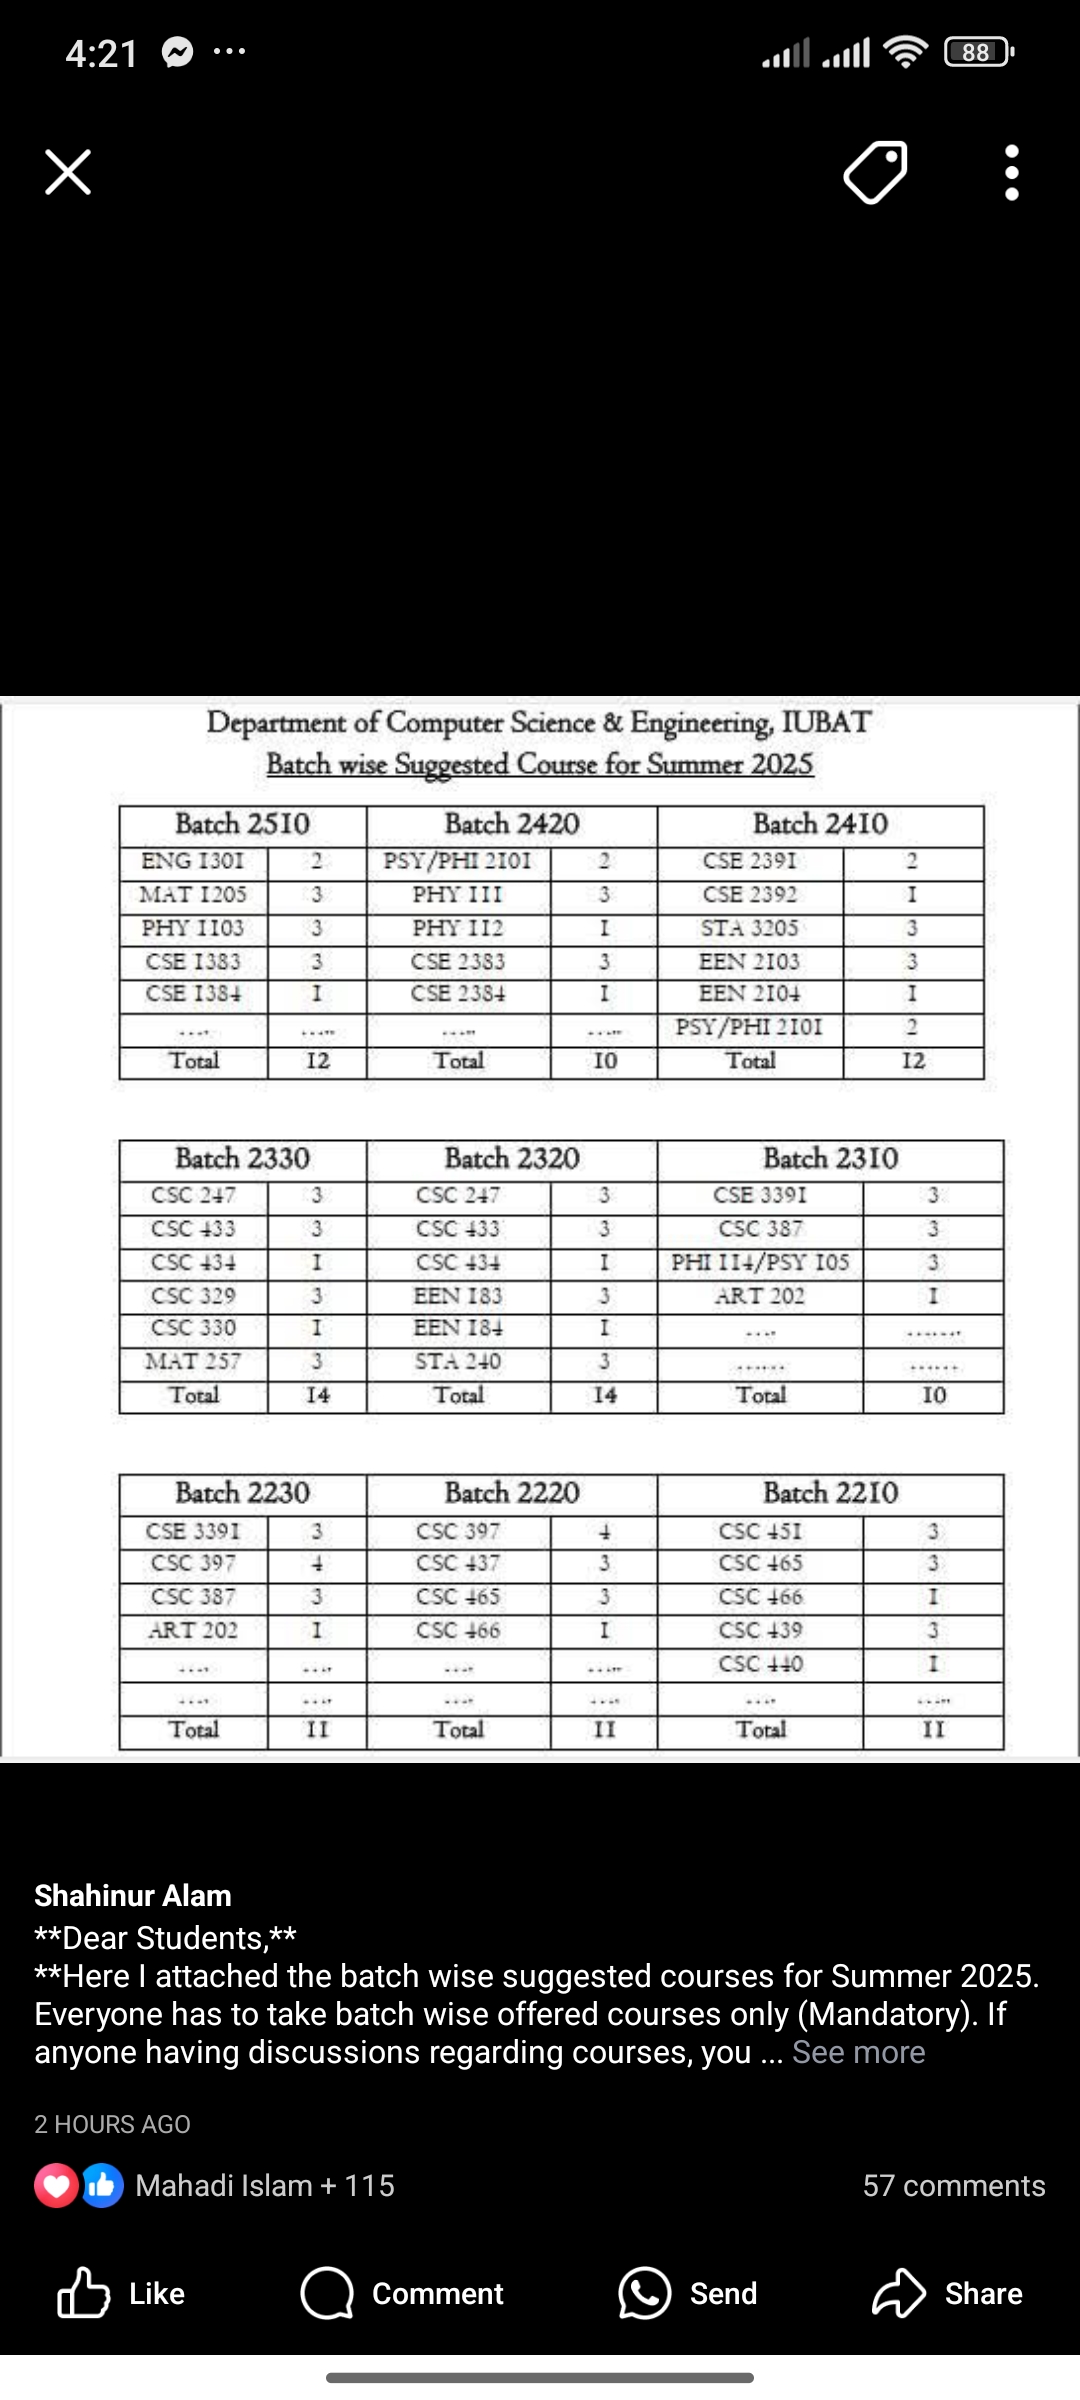 4:21
88
Department of Computer Science & Engineering, IUBAT
Batch wise Suggested Course for Summer 2025
Batch 2510 Batch 2420 Batch 2410
ENG 1301 2 PSY/PHI 2101 2 CSE 2391 2
MAT 1205 3 PHY 111 3 CSE 2392 1
PHY 1103 3 PHY 112 1 STA 3205 3
CSE 1383 3 CSE 2383 3 EEN 2103 3
CSE 1384 1 CSE 2384 1 EEN 2104 1
.... ..... ..... ..... PSY/PHI 2101 2
Total 12 Total 10 Total 12
Batch 2330 Batch 2320 Batch 2310
CSC 247 3 CSC 247 3 CSE 3391 3
CSC 433 3 CSC 433 3 CSC 387 3
CSC 434 1 CSC 434 1 PHI 114/PSY 105 3
CSC 329 3 EEN 183 3 ART 202 1
CSC 330 1 EEN 184 1 .... .......
MAT 257 3 STA 240 3 ...... ......
Total 14 Total 14 Total 10
Batch 2230 Batch 2220 Batch 2210
CSE 3391 3 CSC 397 4 CSC 451 3
CSC 397 4 CSC 437 3 CSC 465 3
CSC 387 3 CSC 465 3 CSC 466 1
ART 202 1 CSC 466 1 CSC 439 3
.... .... .... ..... CSC 440 1
.... .... .... .... .... .....
Total 11 Total 11 Total 11
Shahinur Alam
**Dear Students,**
**Here I attached the batch wise suggested courses for Summer 2025.
Everyone has to take batch wise offered courses only (Mandatory). If
anyone having discussions regarding courses, you ... See more
2 HOURS AGO
Mahadi Islam + 115 57 comments
Like Comment Send Share